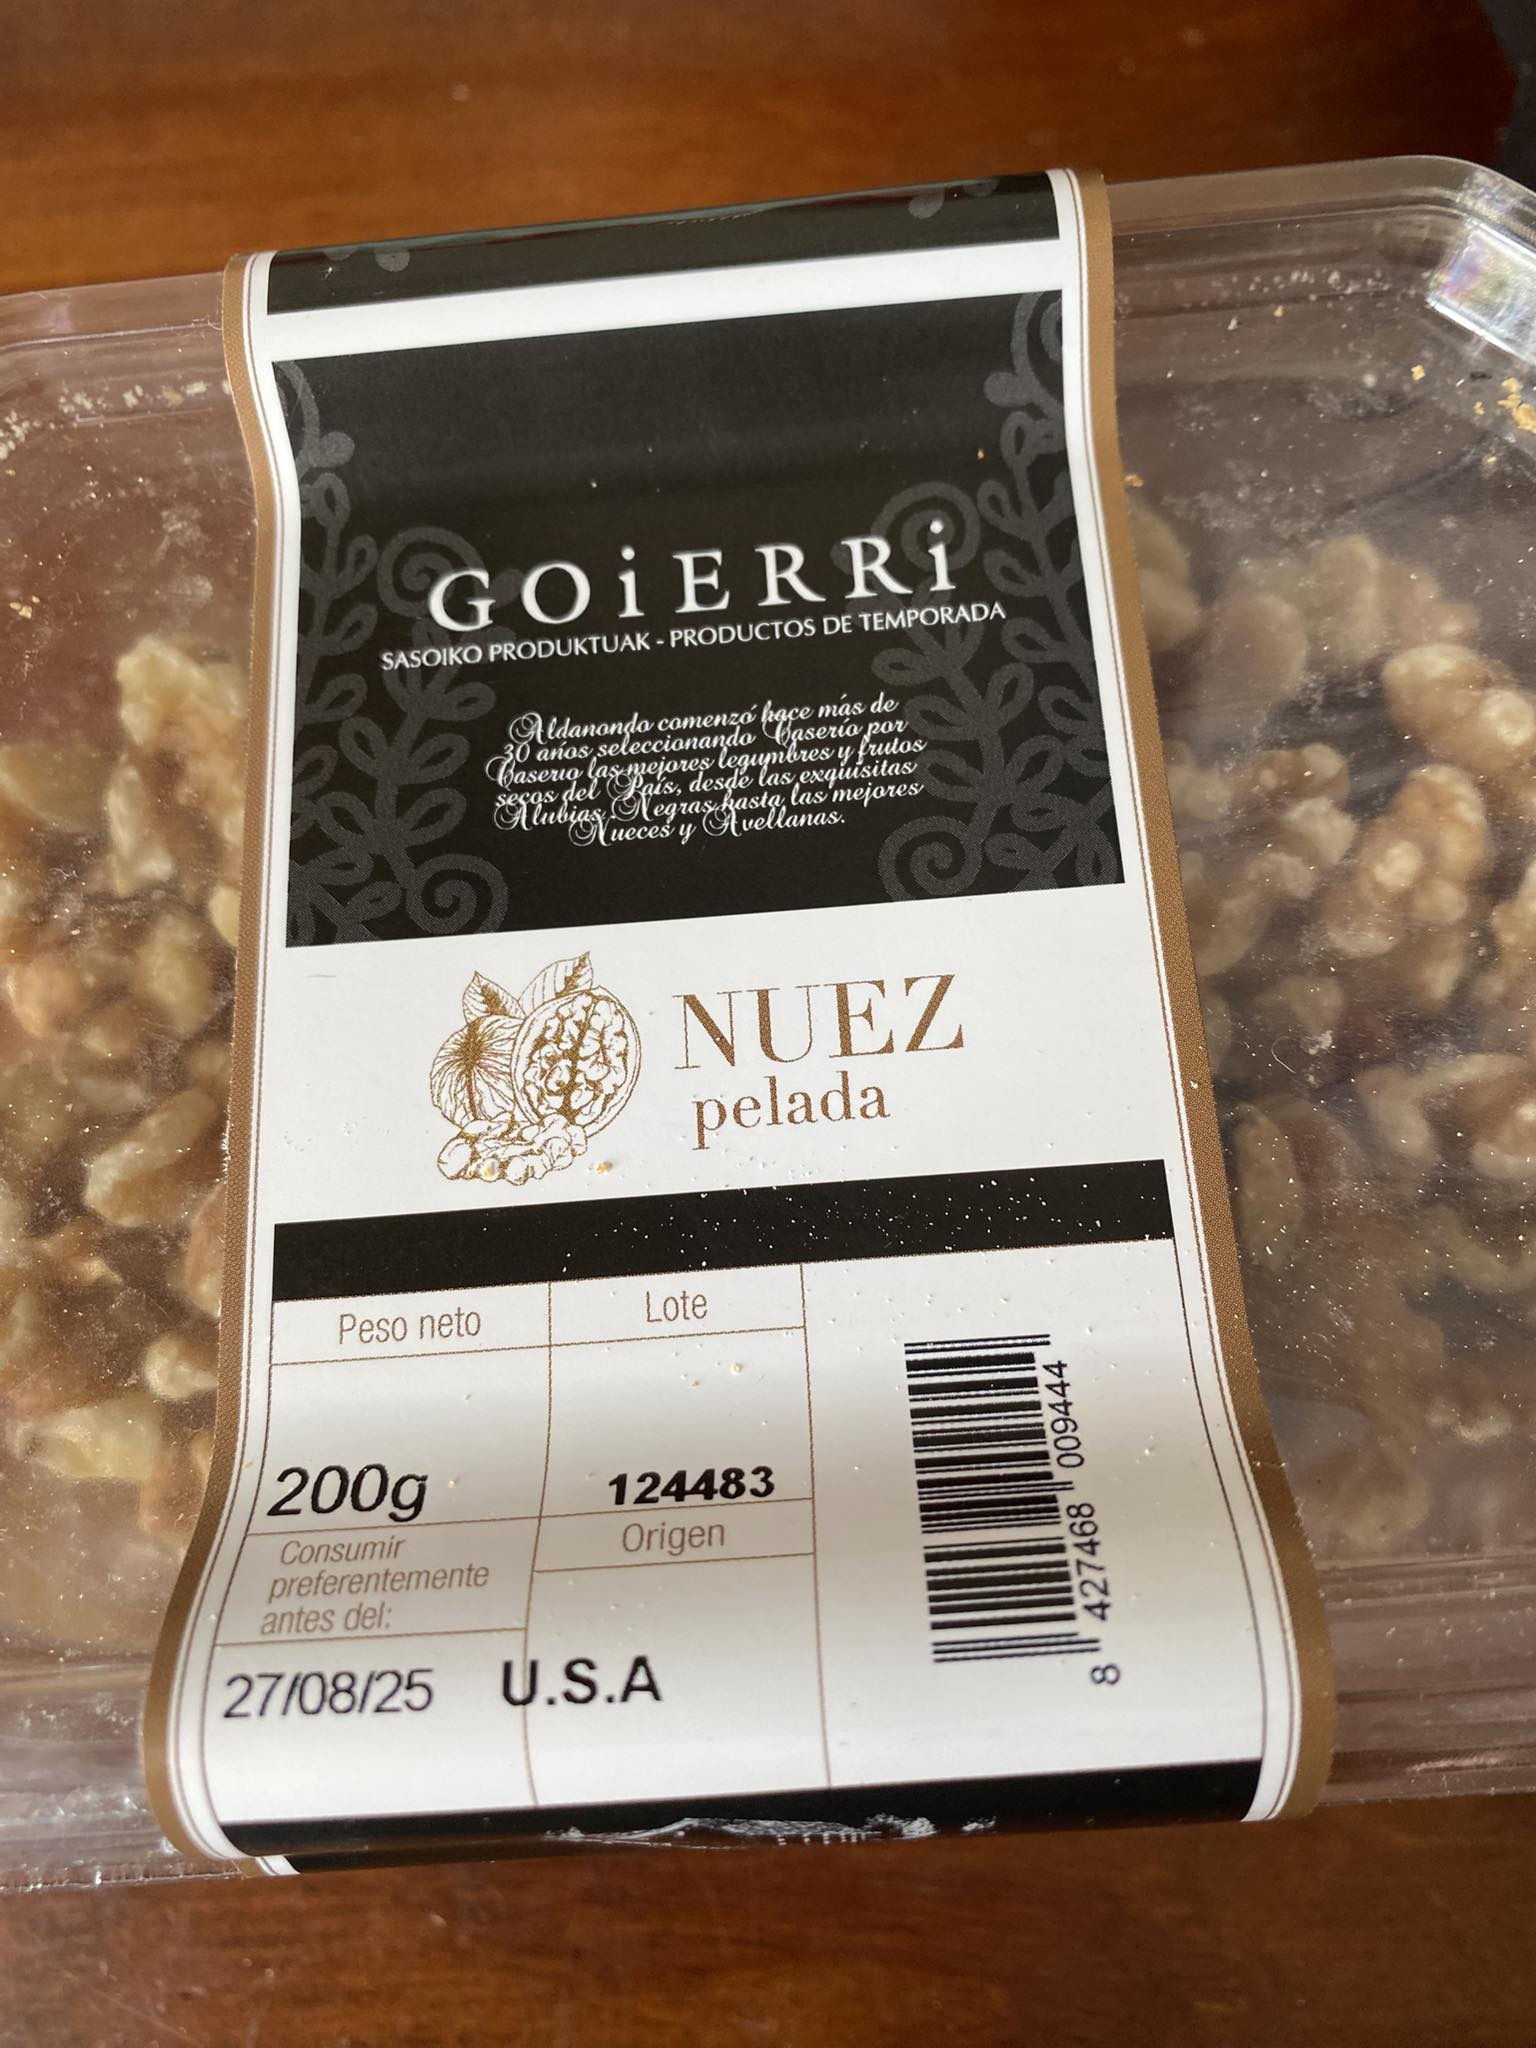 GOiERRi
SASOIKO PRODUKTUAK - PRODUCTOS DE TEMPORADA
Aldanondo comenzó hace más de
30 años seleccionando Caserío por
Caserio las mejores legumbres y frutos
secos del País, desde las exquisitas
Alubias Negras hasta las mejores
Nueces y Avellanas.
NUEZ
pelada
Peso neto
200g
Lote
124483
Consumir
preferentemente
antes del:
27/08/25
Origen
U.S.A
8 427468 009444